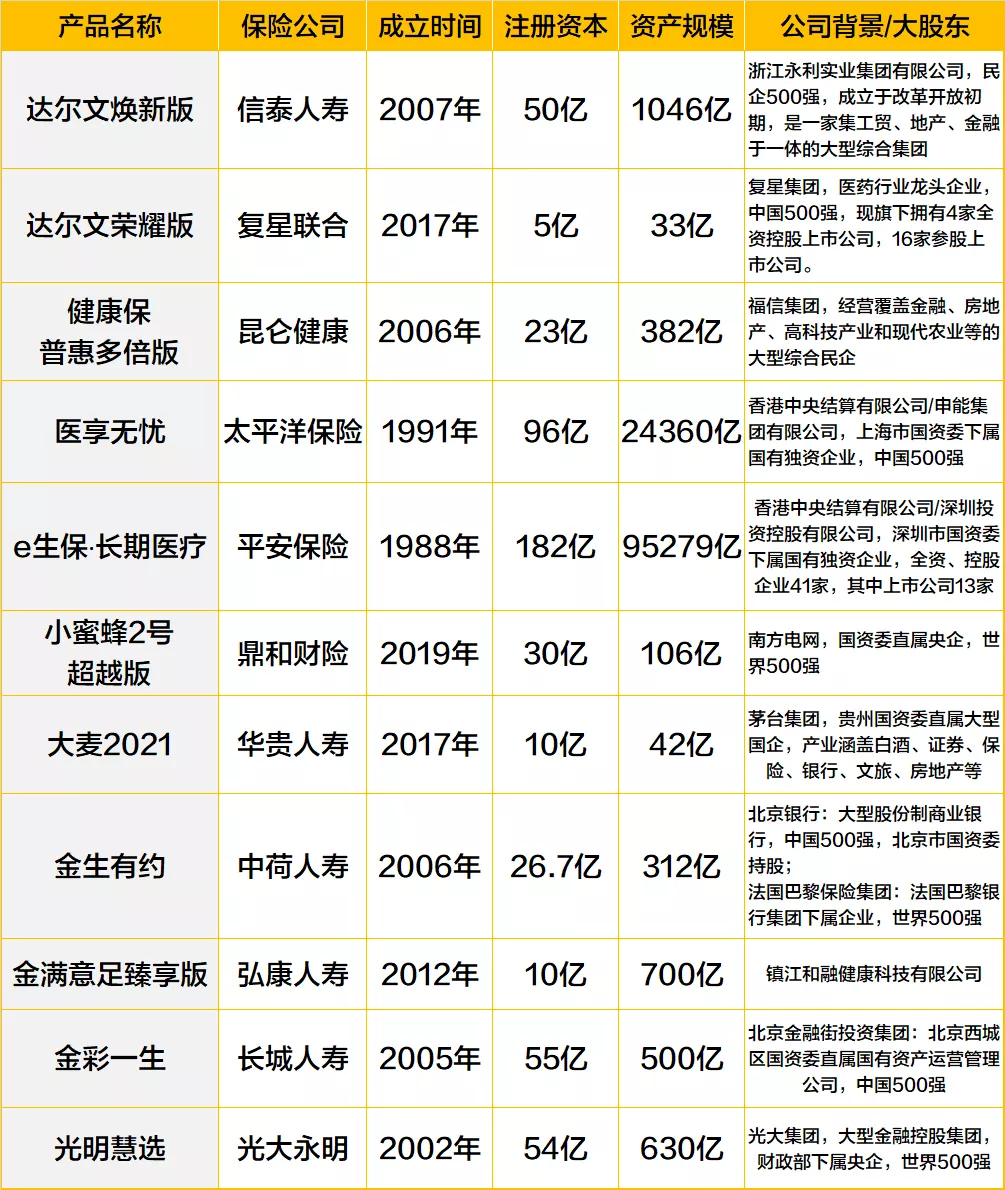 产品名称 保险公司 成立时间 注册资本 资产规模 公司背景/大股东
达尔文焕新版 信泰人寿 2007年 50亿 1046亿
浙江永利实业集团有限公司，民
企500强，成立于改革开放初
期，是一家集工贸、地产、金融
于一体的大型综合集团
达尔文荣耀版 复星联合 2017年 5亿 33亿
复星集团，医药行业龙头企业，
中国500强，现旗下拥有4家全
资控股上市公司，16家参股上
市公司。
健康保
普惠多倍版
昆仑健康 2006年 23亿 382亿
福信集团，经营覆盖金融、房地
产、高科技产业和现代农业等的
大型综合民企
医享无忧 太平洋保险 1991年 96亿 24360亿
香港中央结算有限公司/申能集
团有限公司，上海市国资委下属
国有独资企业，中国500强
e生保·长期医疗 平安保险 1988年 182亿 95279亿
香港中央结算有限公司/深圳投
资控股有限公司，深圳市国资委
下属国有独资企业，全资、控股
企业41家，其中上市公司13家
小蜜蜂2号
超越版
鼎和财险 2019年 30亿 106亿
南方电网，国资委直属央企，世
界500强
大麦2021 华贵人寿 2017年 10亿 42亿
茅台集团，贵州国资委直属大型
国企，产业涵盖白酒、证券、保
险、银行、文旅、房地产等
金生有约 中荷人寿 2006年 26.7亿 312亿
北京银行：大型股份制商业银
行，中国500强，北京市国资委
持股；
法国巴黎保险集团：法国巴黎银
行集团下属企业，世界500强
金满意足臻享版 弘康人寿 2012年 10亿 700亿 镇江和融健康科技有限公司
金彩一生 长城人寿 2005年 55亿 500亿
北京金融街投资集团：北京西城
区国资委直属国有资产运营管理
公司，中国500强
光明慧选 光大永明 2002年 54亿 630亿
光大集团，大型金融控股集团，
财政部下属央企，世界500强